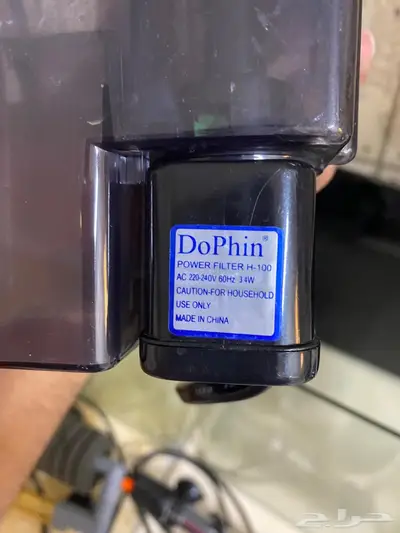 DoPhin®
POWER FILTER H-100
AC 220-240V 60Hz 3.4W
CAUTION-FOR HOUSEHOLD
USE ONLY
MADE IN CHINA
حراج